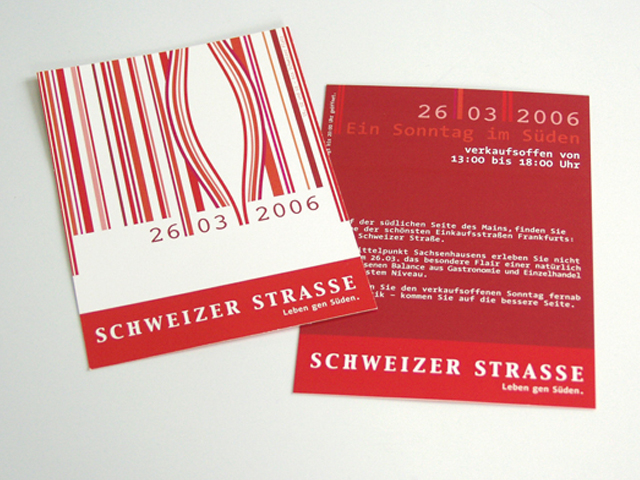 26 03 2006
SCHWEIZER STRASSE
Leben gen Süden.
26 03 2006
Ein Sonntag im Süden
verkaufsoffen von
13:00 bis 18:00 Uhr
f der südlichen Seite des Mains, finden Sie
e der schönsten Einkaufsstraßen Frankfurts:
Schweizer Straße.
ittelpunkt Sachsenhausens erleben Sie nicht
m 26.03. das besondere Flair einer natürlich
senen Balance aus Gastronomie und Einzelhandel
stem Niveau.
n Sie den verkaufsoffenen Sonntag fernab
ik – kommen Sie auf die bessere Seite.
SCHWEIZER STRASSE
Leben gen Süden.